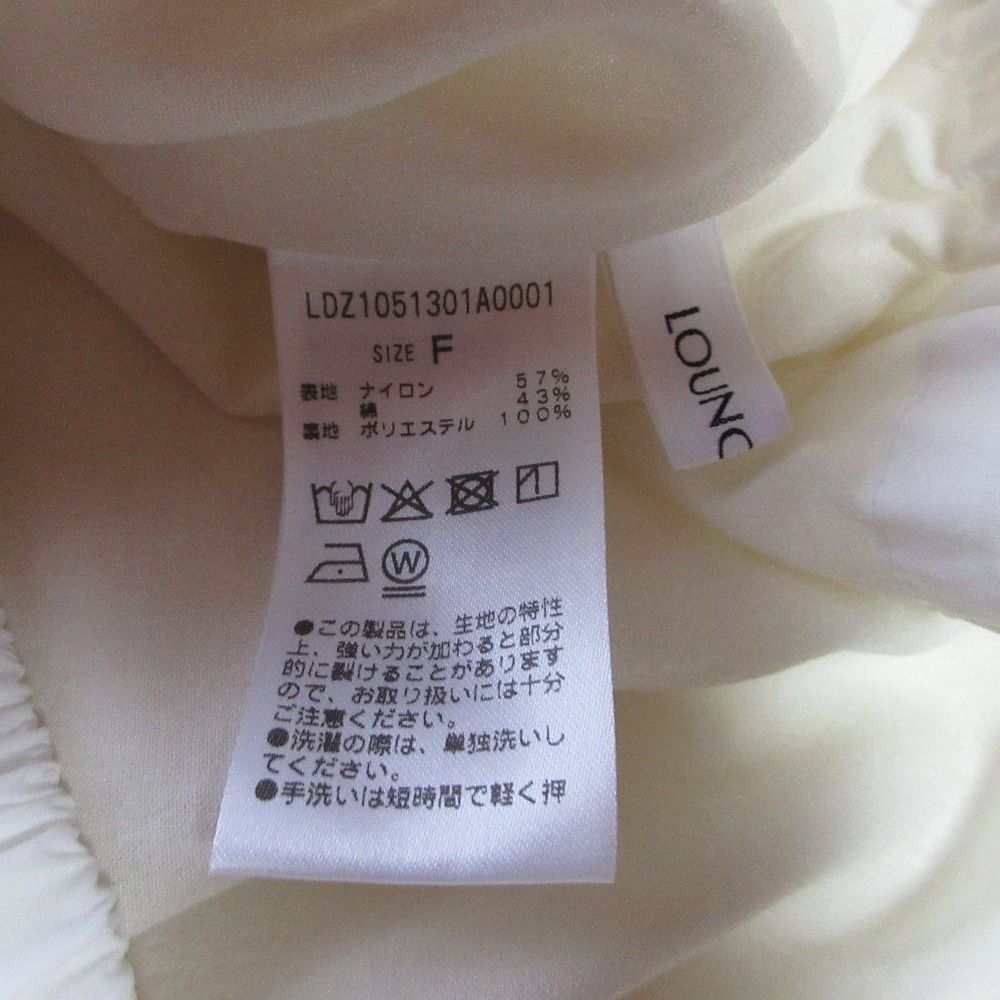 LDZ1051301A0001
SIZE F
表地 ナイロン 57%
綿 43%
裏地 ポリエステル 100%
W
●この製品は、生地の特性
上、強い力が加わると部分
的に裂けることがあります
ので、お取り扱いには十分
ご注意ください。
●洗濯の際は、単独洗いし
てください。
●手洗いは短時間で軽く押
LOUNG